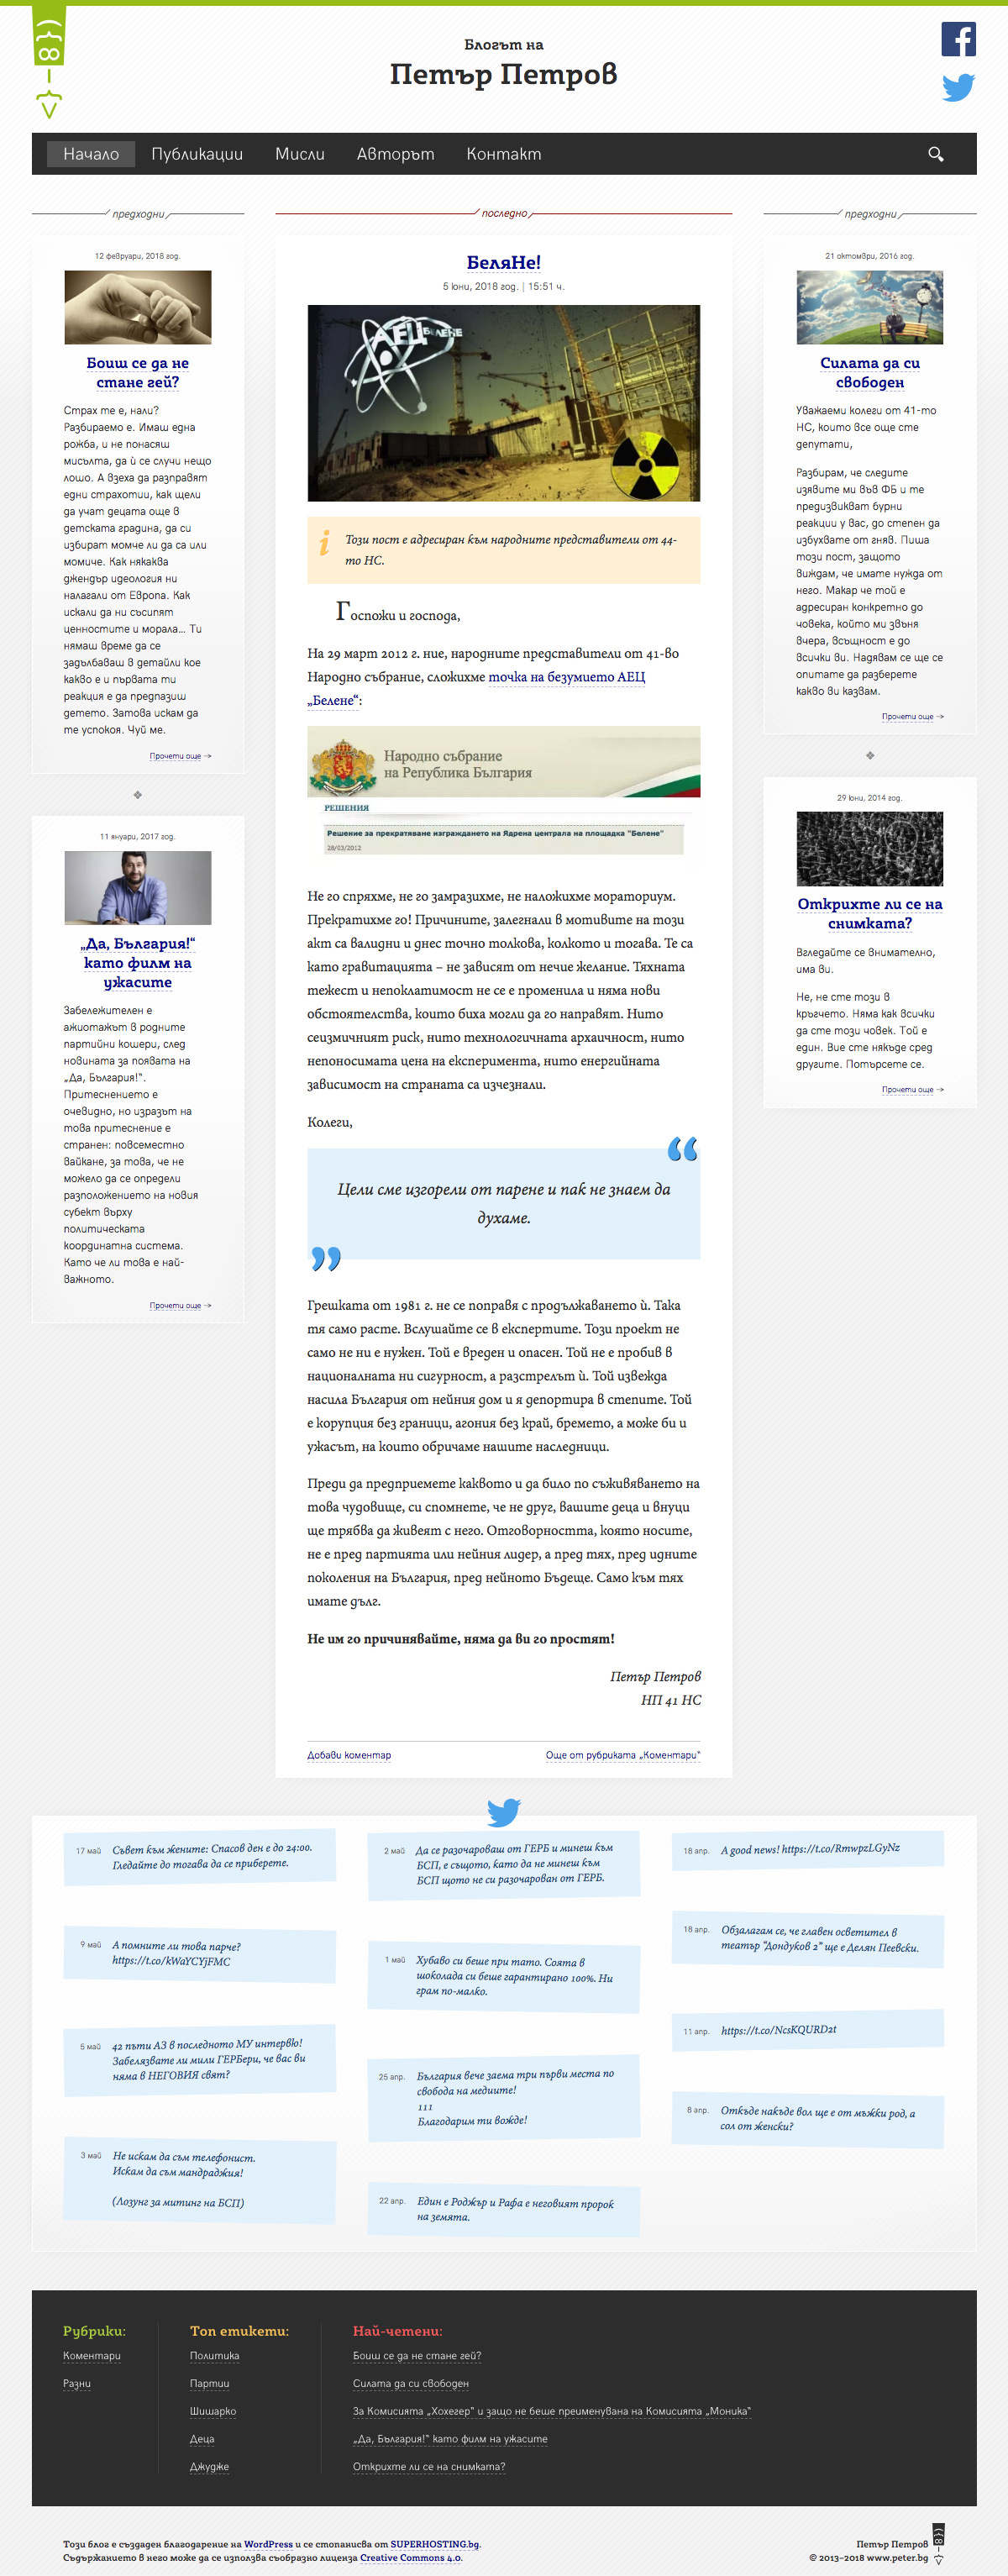 Блогът на
Петър Петров
Начало Публикации Мисли Авторът Контакт
предходни
12 февруари, 2018 год.
Боиш се да не
стане гей?
Страх те е, нали?
Разбираемо е. Имаш една
рожба, и не понасяш
мисълта, да ѝ се случи нещо
лошо. А взеха да разправят
едни страхотии, как щели
да учат децата още в
детската градина, да си
избират момче ли да са или
момиче. Как някаква
джендър идеология ни
налагали от Европа. Как
искали да ни съсипят
ценностите и морала... Ти
нямаш време да се
задълбаваш в детайли кое
какво е и първата ти
реакция е да предпазиш
детето. Затова искам да
те успокоя. Чуй ме.
Прочети още →
11 януари, 2017 год.
„Да, България!“
като филм на
ужасите
Забележителен е
ажиотажът в родните
партийни кошери, след
новината за появата на
„Да, България!“.
Притеснението е
очевидно, но изразът на
това притеснение е
странен: повсеместно
вайкане, за това, че не
можело да се определи
разположението на новия
субект върху
политическата
координатна система.
Като че ли това е най-
важното.
Прочети още →
последно
БеляНе!
5 юни, 2018 год. | 15:51 ч.
АЕЦ БЕЛЕНЕ
i
Този пост е адресиран към народните представители от 44-
то НС.
Госпожи и господа,
На 29 март 2012 г. ние, народните представители от 41-во
Народно събрание, сложихме точка на безумието АЕЦ
„Белене“:
Народно събрание
на Република България
РЕШЕНИЯ
Решение за прекратяване изграждането на Ядрена централа на площадка "Белене"
28/03/2012
Не го спряхме, не го замразихме, не наложихме мораториум.
Прекратихме го! Причините, залегнали в мотивите на този
акт са валидни и днес точно толкова, колкото и тогава. Те са
като гравитацията – не зависят от нечие желание. Тяхната
тежест и непоклатимост не се е променила и няма нови
обстоятелства, които биха могли да го направят. Нито
сеизмичният риск, нито технологичната архаичност, нито
непоносимата цена на експеримента, нито енергийната
зависимост на страната са изчезнали.
Колеги,
“
Цели сме изгорели от парене и пак не знаем да
духаме.
”
Грешката от 1981 г. не се поправя с продължаването ѝ. Така
тя само расте. Вслушайте се в експертите. Този проект не
само не ни е нужен. Той е вреден и опасен. Той не е пробив в
националната ни сигурност, а разстрелът ѝ. Той извежда
насила България от нейния дом и я депортира в степите. Той
е корупция без граници, агония без край, бремето, а може би и
ужасът, на които обричаме нашите наследници.
Преди да предприемете каквото и да било по съживяването на
това чудовище, си спомнете, че не друг, вашите деца и внуци
ще трябва да живеят с него. Отговорността, която носите,
не е пред партията или нейния лидер, а пред тях, пред идните
поколения на България, пред нейното Бъдеще. Само към тях
имате дълг.
Не им го причинявайте, няма да ви го простят!
Петър Петров
НП 41 НС
Добави коментар Още от рубриката „Коментари“
предходни
21 октомври, 2016 год.
Силата да си
свободен
Уважаеми колеги от 41-то
НС, които все още сте
депутати,
Разбирам, че следите
изявите ми във ФБ и те
предизвикват бурни
реакции у вас, до степен да
избухвате от гняв. Пиша
този пост, защото
виждам, че имате нужда от
него. Макар че той е
адресиран конкретно до
човека, който ми звъня
вчера, всъщност е до
всички ви. Надявам се ще се
опитате да разберете
какво ви казвам.
Прочети още →
29 юни, 2014 год.
Открихте ли се на
снимката?
Вгледайте се внимателно,
има ви.
Не, не сте този в
кръгчето. Няма как всички
да сте този човек. Той е
един. Вие сте някъде сред
другите. Потърсете се.
Прочети още →
17 май Съвет към жените: Спасов ден е до 24:00.
Гледайте до тогава да се приберете.
9 май А помните ли това парче?
https://t.co/kWaYCYjFMC
5 май 42 пъти АЗ в последното МУ интервю!
Забелязвате ли мили ГЕРБери, че вас ви
няма в НЕГОВИЯ свят?
3 май Не искам да съм телефонист.
Искам да съм мандраджия!
(Лозунг за митинг на БСП)
2 май Да се разочароваш от ГЕРБ и минеш към
БСП, е същото, като да не минеш към
БСП щото не си разочарован от ГЕРБ.
1 май Хубаво си беше при тато. Соята в
шоколада си беше гарантирано 100%. Ни
грам по-малко.
25 апр. България вече заема три първи места по
свобода на медиите!
111
Благодарим ти вожде!
22 апр. Един е Роджър и Рафа е неговият пророк
на земята.
18 апр. A good news! https://t.co/RmwpzLGyNz
18 апр. Обзалагам се, че главен осветител в
театър "Дондуков 2" ще е Делян Пеевски.
11 апр. https://t.co/NcsKQURD2t
8 апр. Откъде накъде вол ще е от мъжки род, а
сол от женски?
Рубрики:
Коментари
Разни
Топ етикети:
Политика
Партии
Шишарко
Деца
Джудже
Най-четени:
Боиш се да не стане гей?
Силата да си свободен
За Комисията „Хохегер“ и защо не беше преименувана на Комисията „Моника“
„Да, България!“ като филм на ужасите
Открихте ли се на снимката?
Този блог е създаден благодарение на WordPress и се стопанисва от SUPERHOSTING.bg.
Съдържанието в него може да се използва съобразно лиценза Creative Commons 4.0.
Петър Петров
© 2013–2018 www.peter.bg